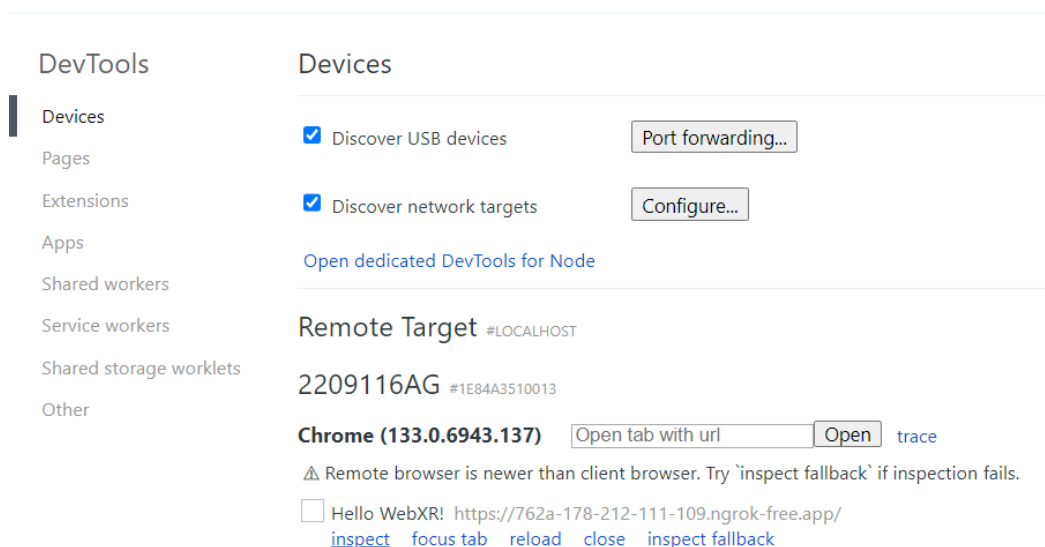 DevTools
Devices
Pages
Extensions
Apps
Shared workers
Service workers
Shared storage worklets
Other
Devices
Discover USB devices
Port forwarding...
Discover network targets
Configure...
Open dedicated DevTools for Node
Remote Target #LOCALHOST
2209116AG #1E84A3510013
Chrome (133.0.6943.137) Open tab with url Open trace
⚠ Remote browser is newer than client browser. Try `inspect fallback` if inspection fails.
Hello WebXR! https://762a-178-212-111-109.ngrok-free.app/
inspect focus tab reload close inspect fallback